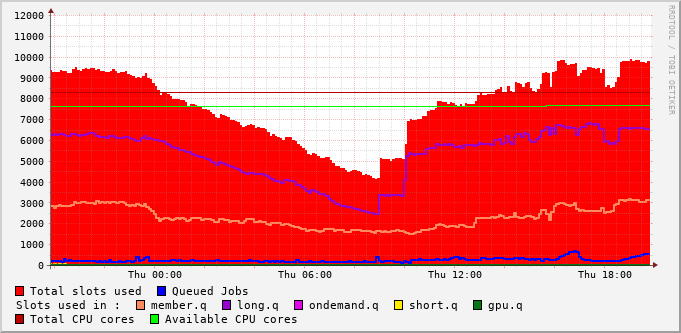 12000
11000
10000
9000
8000
7000
6000
5000
4000
3000
2000
1000
0
Thu 00:00 Thu 06:00 Thu 12:00 Thu 18:00
RRDTOOL / TOBI OETIKER
Total slots used Queued Jobs
Slots used in : member.q long.q ondemand.q short.q gpu.q
Total CPU cores Available CPU cores